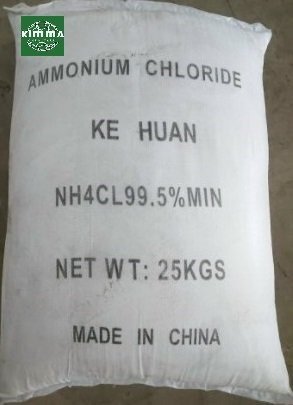 KIMMA
AMMONIUM CHLORIDE
KE HUAN
NH4CL99.5%MIN
NET WT: 25KGS
MADE IN CHINA